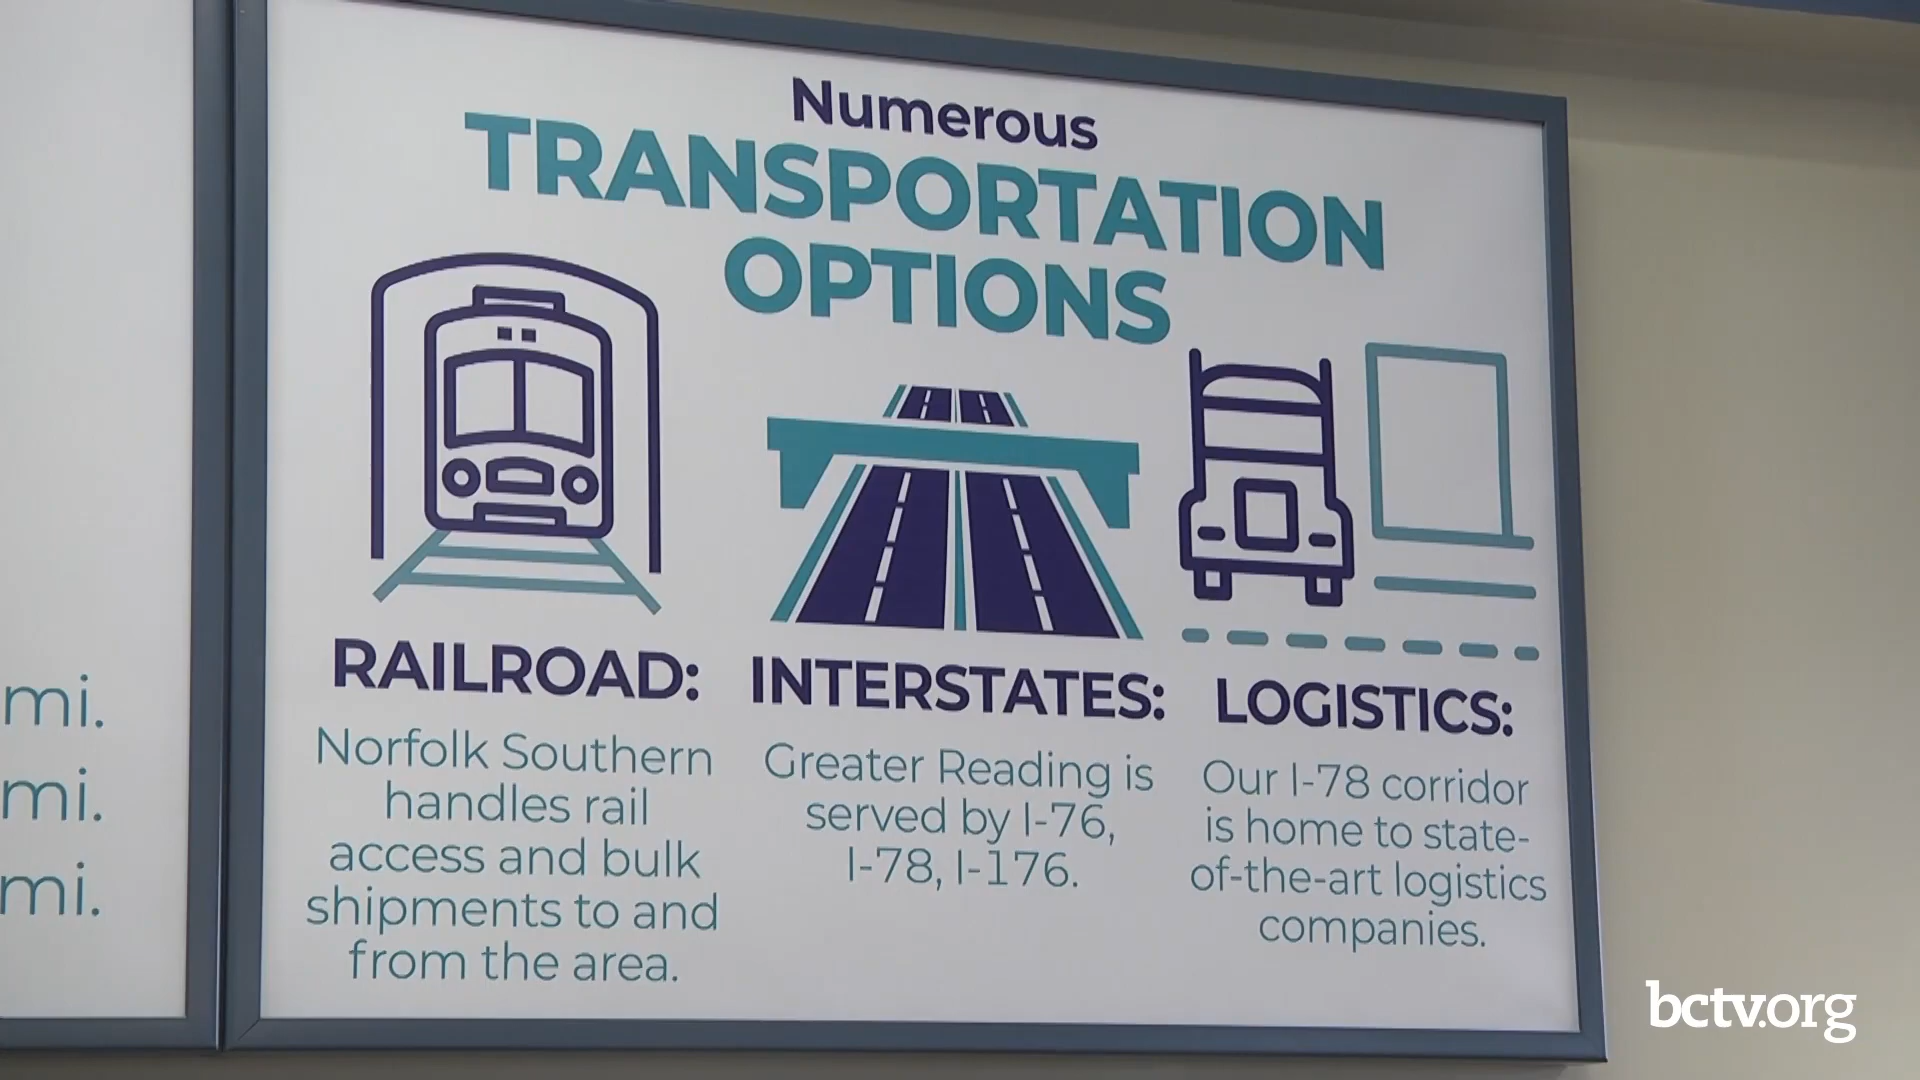 Numerous
TRANSPORTATION
OPTIONS
RAILROAD:
Norfolk Southern
handles rail
access and bulk
shipments to and
from the area.
INTERSTATES:
Greater Reading is
served by I-76,
I-78, I-176.
LOGISTICS:
Our I-78 corridor
is home to state-
of-the-art logistics
companies.
mi.
mi.
mi.
bctv.org